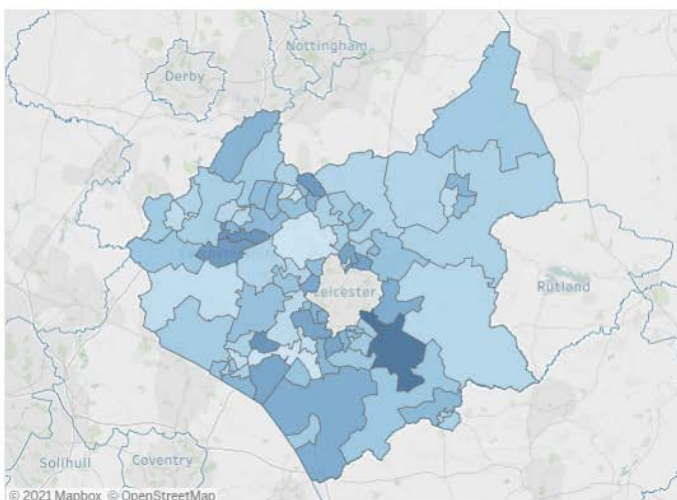 Nottingham
Derby
Leicester
Rutland
Solihull
Coventry
© 2021 Mapbox © OpenStreetMap